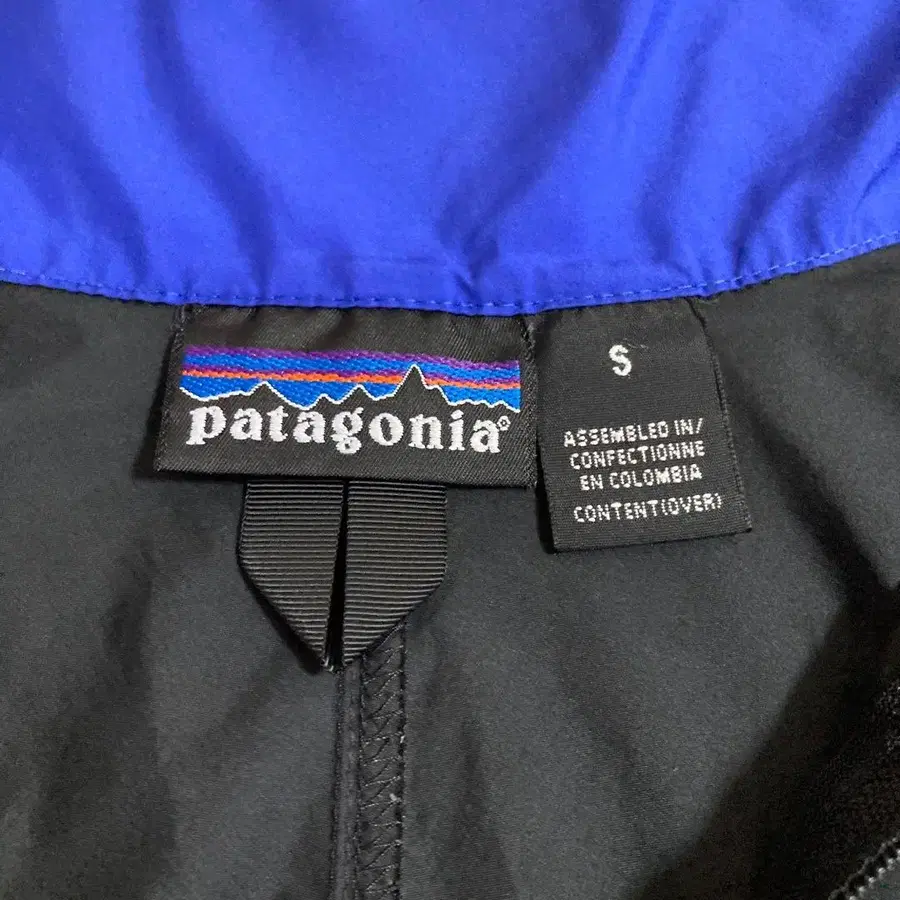 patagonia®
S
ASSEMBLED IN/
CONFECTIONNE
EN COLOMBIA
CONTENT(OVER)